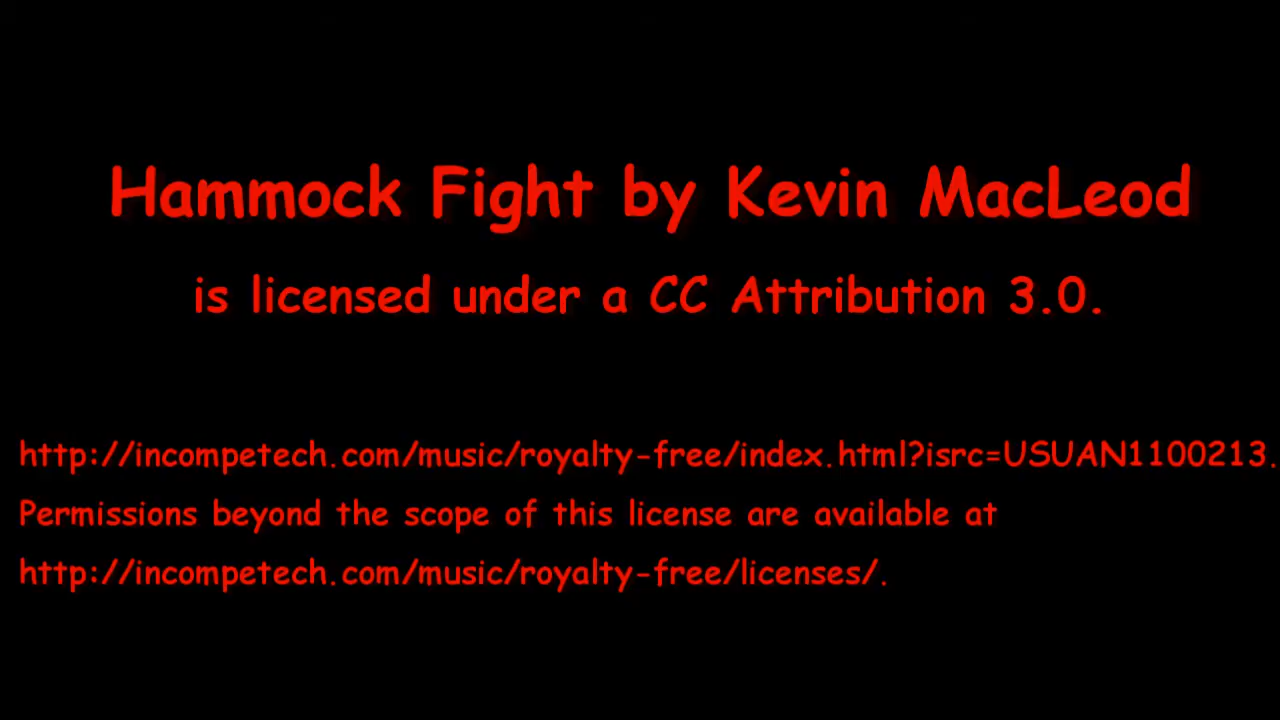 Hammock Fight by Kevin MacLeod
is licensed under a CC Attribution 3.0.
http://incompetech.com/music/royalty-free/index.html?isrc=USUAN1100213.
Permissions beyond the scope of this license are available at
http://incompetech.com/music/royalty-free/licenses/.